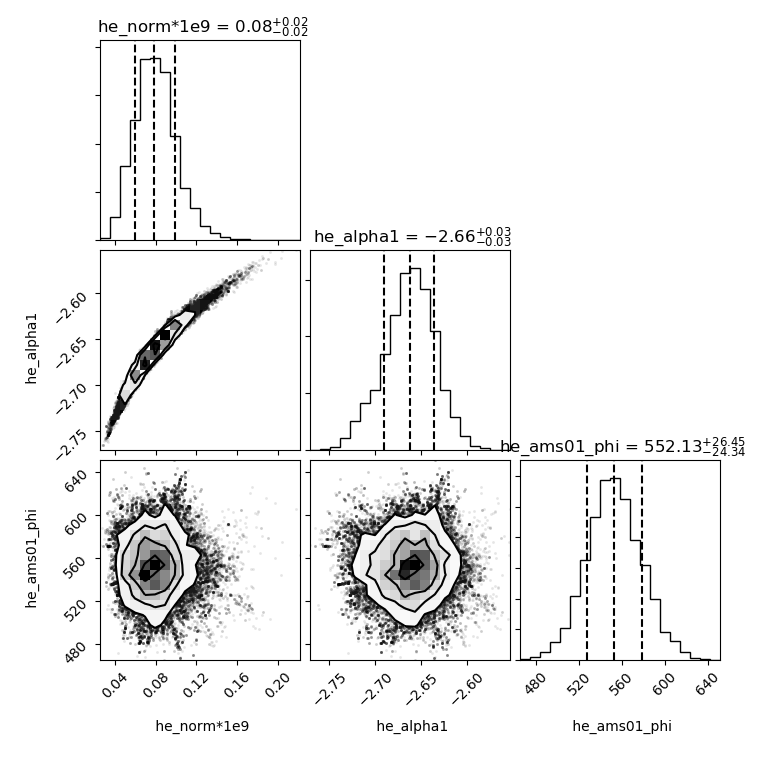 he_norm*1e9 = 0.08+0.02−0.02
he_alpha1 = −2.66+0.03−0.03
he_alpha1
−2.60
−2.65
−2.70
−2.75
he_ams01_phi = 552.13+26.45−24.34
he_ams01_phi
640
600
560
520
480
0.04 0.08 0.12 0.16 0.20
−2.75 −2.70 −2.65 −2.60
480 520 560 600 640
he_norm*1e9 he_alpha1 he_ams01_phi